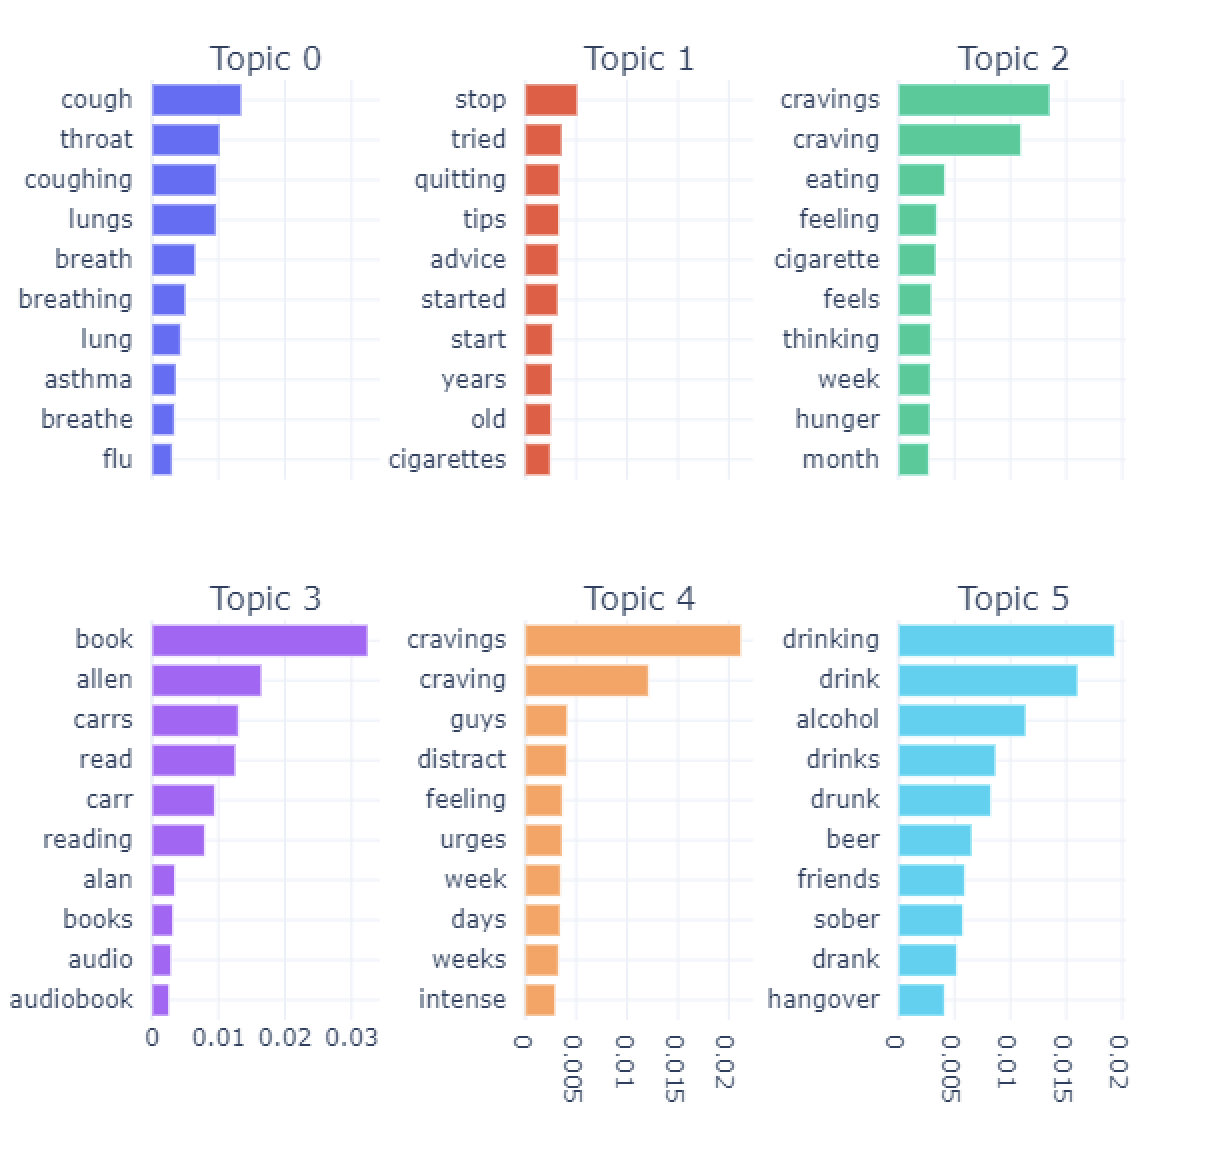 Topic 0
cough
throat
coughing
lungs
breath
breathing
lung
asthma
breathe
flu
Topic 1
stop
tried
quitting
tips
advice
started
start
years
old
cigarettes
Topic 2
cravings
craving
eating
feeling
cigarette
feels
thinking
week
hunger
month
Topic 3
book
allen
carrs
read
carr
reading
alan
books
audio
audiobook
0 0.01 0.02 0.03
Topic 4
cravings
craving
guys
distract
feeling
urges
week
days
weeks
intense
0 0.005 0.01 0.015 0.02
Topic 5
drinking
drink
alcohol
drinks
drunk
beer
friends
sober
drank
hangover
0 0.005 0.01 0.015 0.02